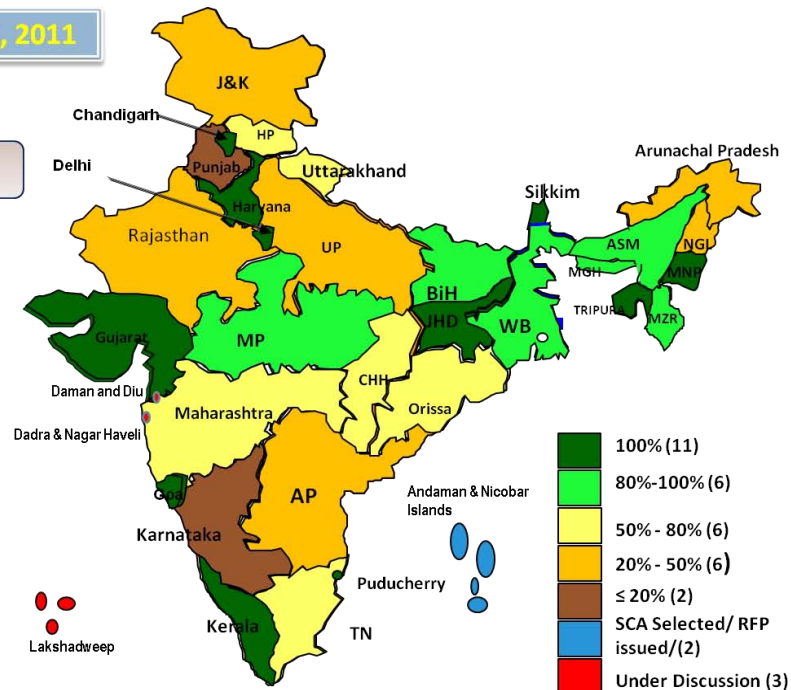 , 2011
J&K
Chandigarh
HP
Punjab
Delhi
Uttarakhand
Arunachal Pradesh
Haryana
Sikkim
Rajasthan
UP
ASM
NGL
BiH
MGH
MNP
Gujarat
MP
JHD
WB
TRIPURA
MZR
Daman and Diu
CHH
Maharashtra
Orissa
Dadra & Nagar Haveli
100% (11)
80%-100% (6)
Goa
AP
Andaman & Nicobar
Islands
50% - 80% (6)
Karnataka
20% - 50% (6)
Puducherry
≤ 20% (2)
Kerala
TN
SCA Selected/ RFP
issued/(2)
Lakshadweep
Under Discussion (3)